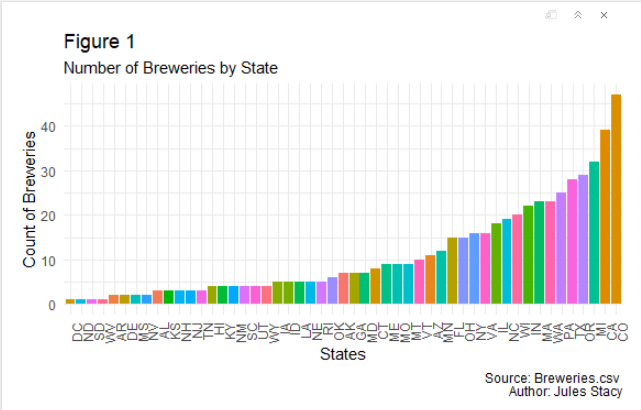 Figure 1
Number of Breweries by State
Count of Breweries
40
30
20
10
0
DC
ND
SD
WV
AR
DE
MS
NV
AL
KS
NH
NJ
TN
HI
KY
NM
SC
UT
WY
IA
ID
LA
NE
RI
OK
AK
GA
MD
CT
ME
MO
MT
VT
AZ
MN
FL
OH
NY
VA
IL
NC
WI
IN
MA
WA
PA
TX
OR
MI
CA
CO
States
Source: Breweries.csv
Author: Jules Stacy